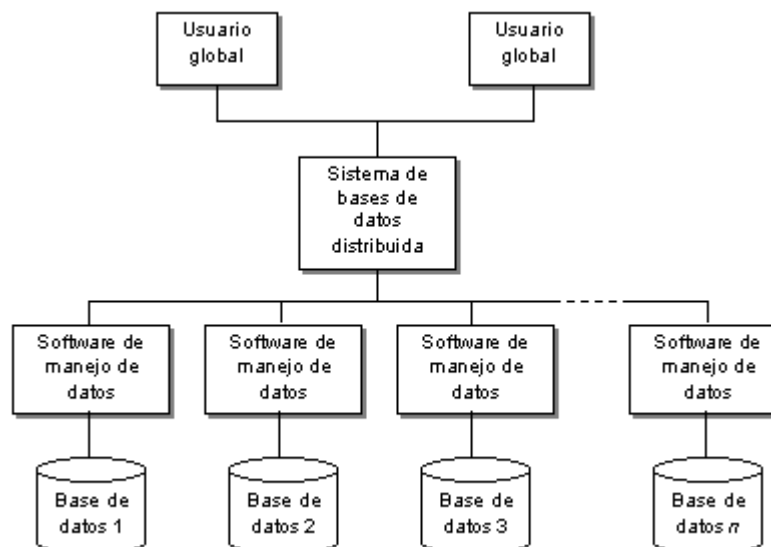 Usuario
global
Usuario
global
Sistema de
bases de
datos
distribuida
Software de
manejo de
datos
Software de
manejo de
datos
Software de
manejo de
datos
Software de
manejo de
datos
Base de
datos 1
Base de
datos 2
Base de
datos 3
Base de
datos n